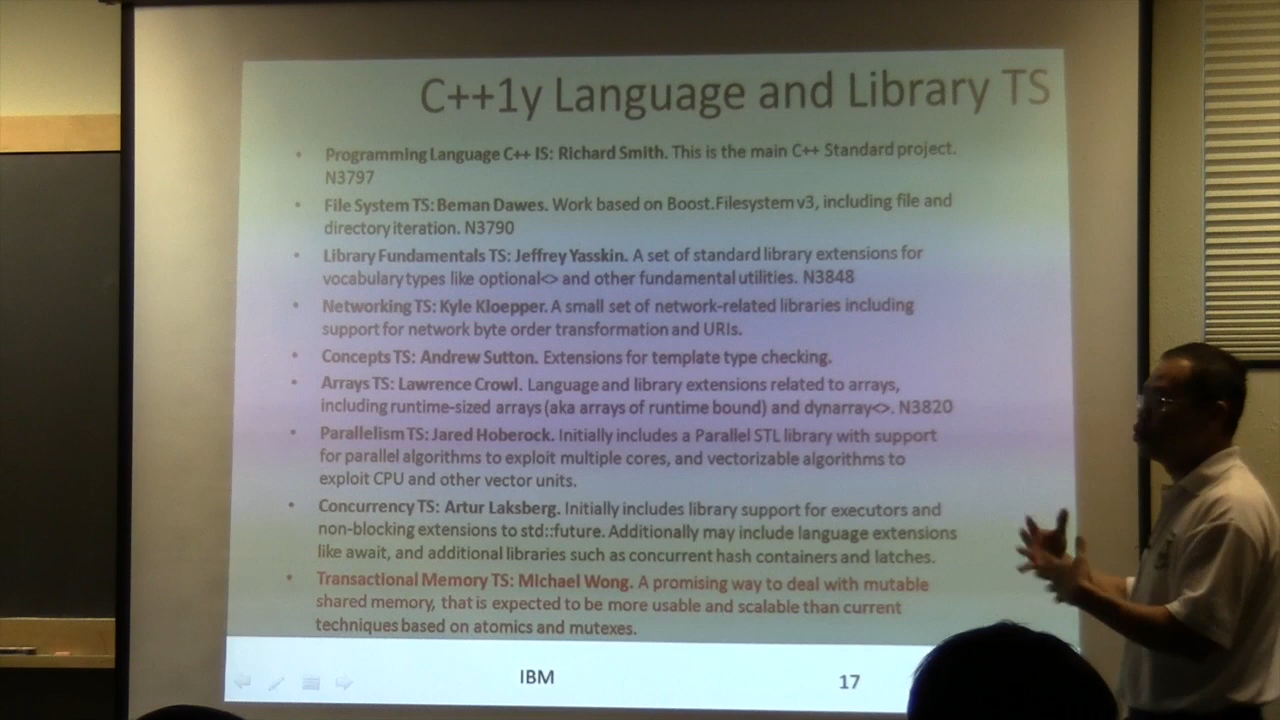 C++1y Language and Library TS
• Programming Language C++ IS: Richard Smith. This is the main C++ Standard project.
N3797
• File System TS: Beman Dawes. Work based on Boost.Filesystem v3, including file and
directory iteration. N3790
• Library Fundamentals TS: Jeffrey Yasskin. A set of standard library extensions for
vocabulary types like optional<> and other fundamental utilities. N3848
• Networking TS: Kyle Kloepper. A small set of network-related libraries including
support for network byte order transformation and URIs.
• Concepts TS: Andrew Sutton. Extensions for template type checking.
• Arrays TS: Lawrence Crowl. Language and library extensions related to arrays,
including runtime-sized arrays (aka arrays of runtime bound) and dynarray<>. N3820
• Parallelism TS: Jared Hoberock. Initially includes a Parallel STL library with support
for parallel algorithms to exploit multiple cores, and vectorizable algorithms to
exploit CPU and other vector units.
• Concurrency TS: Artur Laksberg. Initially includes library support for executors and
non-blocking extensions to std::future. Additionally may include language extensions
like await, and additional libraries such as concurrent hash containers and latches.
• Transactional Memory TS: Michael Wong. A promising way to deal with mutable
shared memory, that is expected to be more usable and scalable than current
techniques based on atomics and mutexes.
IBM
17